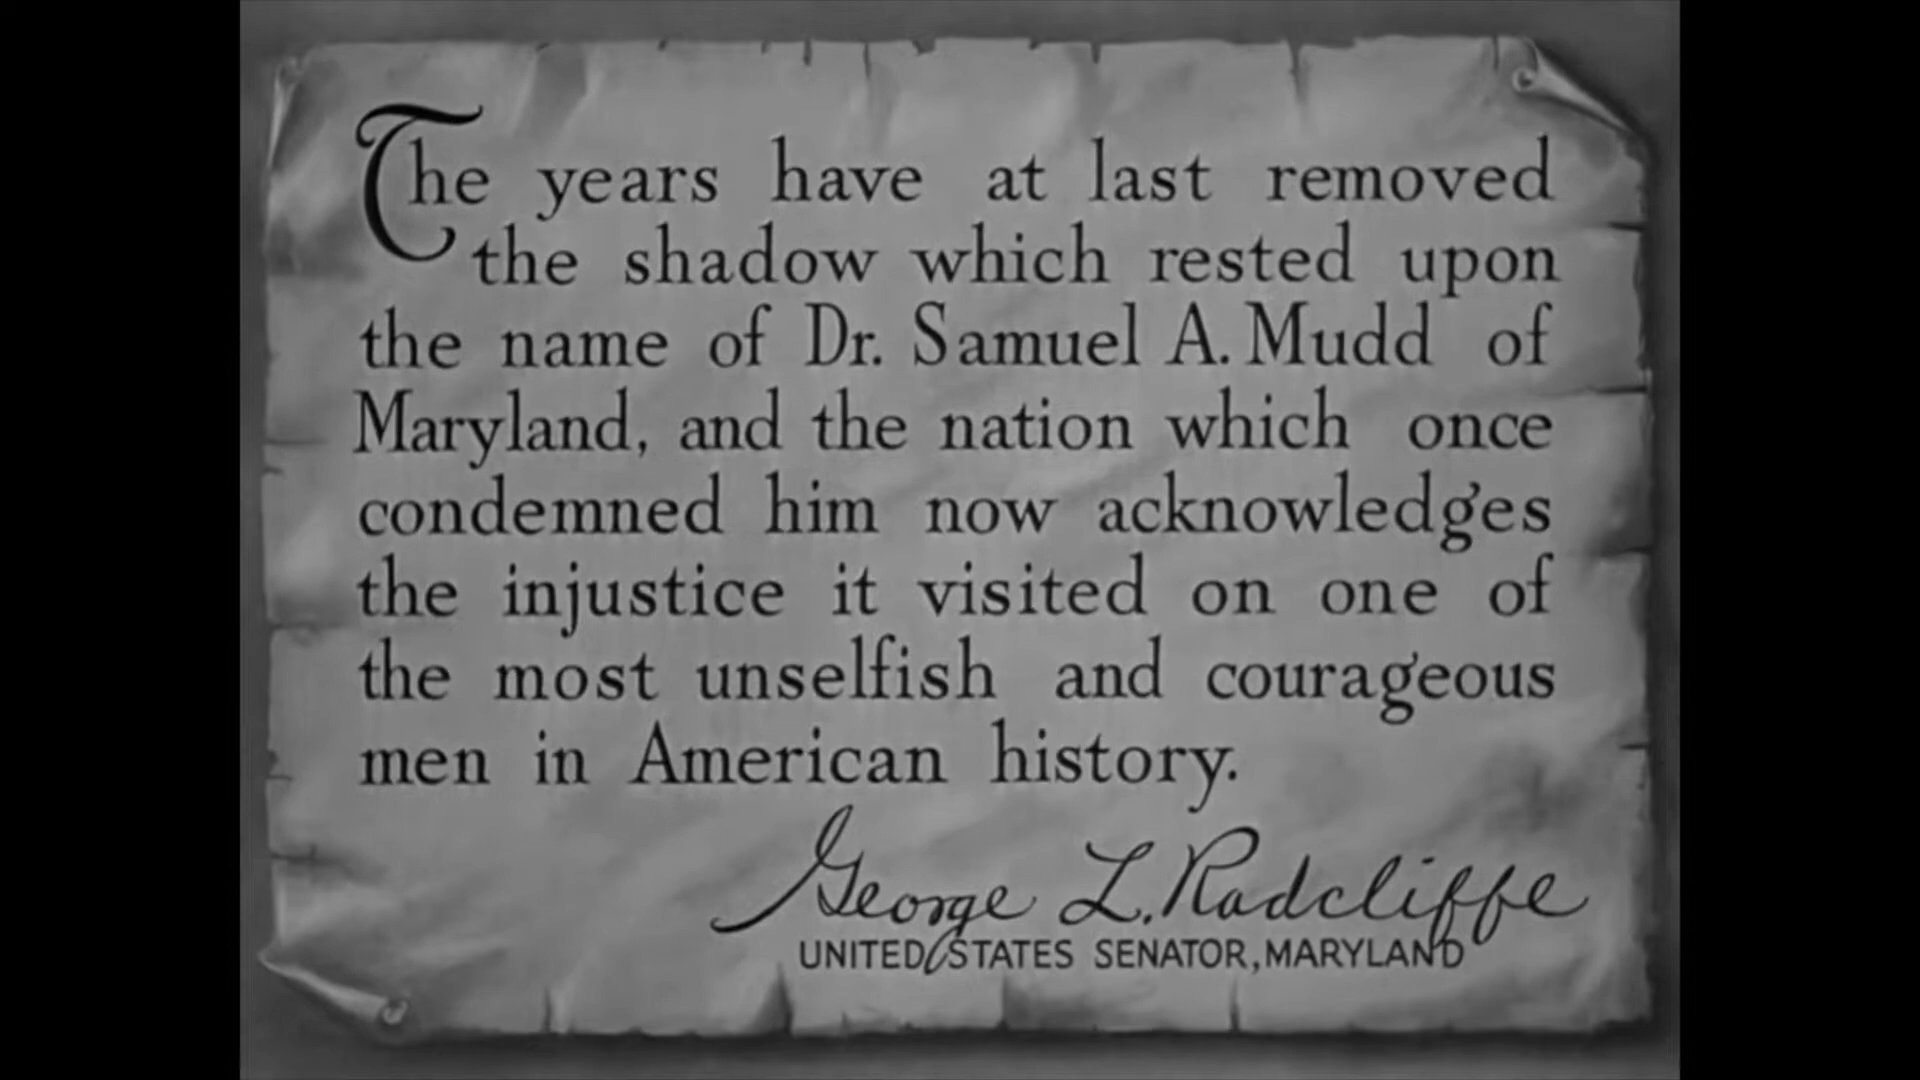 The years have at last removed
the shadow which rested upon
the name of Dr. Samuel A. Mudd of
Maryland, and the nation which once
condemned him now acknowledges
the injustice it visited on one of
the most unselfish and courageous
men in American history.
George L. Radcliffe
UNITED STATES SENATOR, MARYLAND